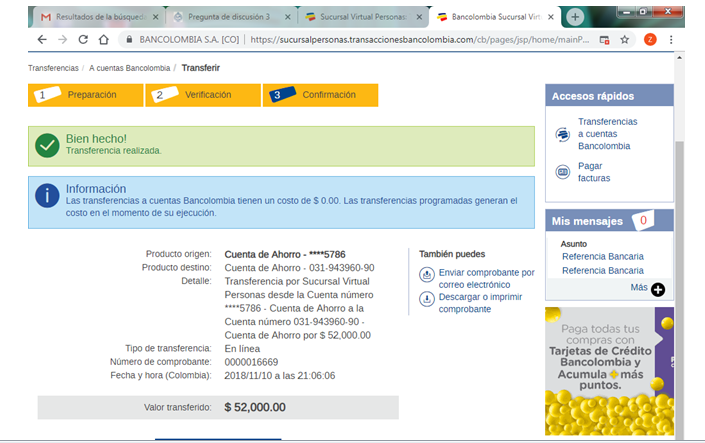 Resultados de la búsqued
Pregunta de discusión 3
Sucursal Virtual Personas
Bancolombia Sucursal Virt
BANCOLOMBIA S.A. [CO]
https://sucursalpersonas.transaccionesbancolombia.com/cb/pages/jsp/home/mainP...
Z
Transferencias / A cuentas Bancolombia / Transferir
1 Preparación
2 Verificación
3 Confirmación
Bien hecho!
Transferencia realizada.
Información
Las transferencias a cuentas Bancolombia tienen un costo de $ 0.00. Las transferencias programadas generan el
costo en el momento de su ejecución.
Producto origen: Cuenta de Ahorro - ****5786
Producto destino: Cuenta de Ahorro - 031-943960-90
Detalle: Transferencia por Sucursal Virtual
Personas desde la Cuenta número
****5786 - Cuenta de Ahorro a la
Cuenta número 031-943960-90 -
Cuenta de Ahorro por $ 52,000.00
Tipo de transferencia: En línea
Número de comprobante: 0000016669
Fecha y hora (Colombia): 2018/11/10 a las 21:06:06
Valor transferido: $ 52,000.00
También puedes
Enviar comprobante por
correo electrónico
Descargar o imprimir
comprobante
Accesos rápidos
Transferencias
a cuentas
Bancolombia
Pagar
facturas
Mis mensajes 0
Asunto
Referencia Bancaria
Referencia Bancaria
Más
Paga todas tus
compras con
Tarjetas de Crédito
Bancolombia y
Acumula + más
puntos.